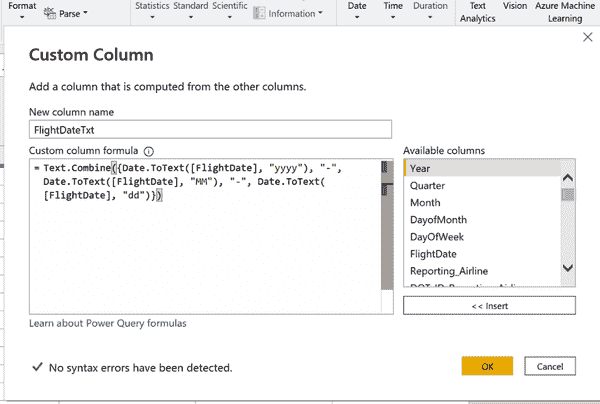 Format
Parse
Statistics Standard Scientific
Information
Date Time Duration
Text Analytics
Vision
Azure Machine Learning
Custom Column
Add a column that is computed from the other columns.
New column name
FlightDateTxt
Custom column formula
= Text.Combine({Date.ToText([FlightDate], "yyyy"), "-",
Date.ToText([FlightDate], "MM"), "-", Date.ToText(
[FlightDate], "dd")})
Available columns
Year
Quarter
Month
DayofMonth
DayOfWeek
FlightDate
Reporting_Airline
<< Insert
Learn about Power Query formulas
No syntax errors have been detected.
OK
Cancel